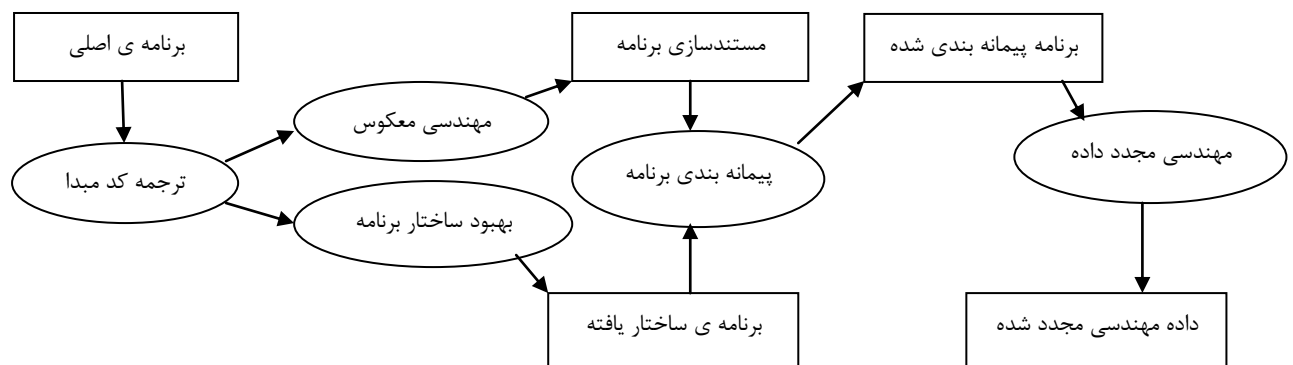 برنامه ی اصلی
مستندسازی برنامه
برنامه پیمانه بندی شده
مهندسی معکوس
مهندسی مجدد داده
ترجمه کد مبدا
پیمانه بندی برنامه
بهبود ساختار برنامه
برنامه ی ساختار یافته
داده مهندسی مجدد شده